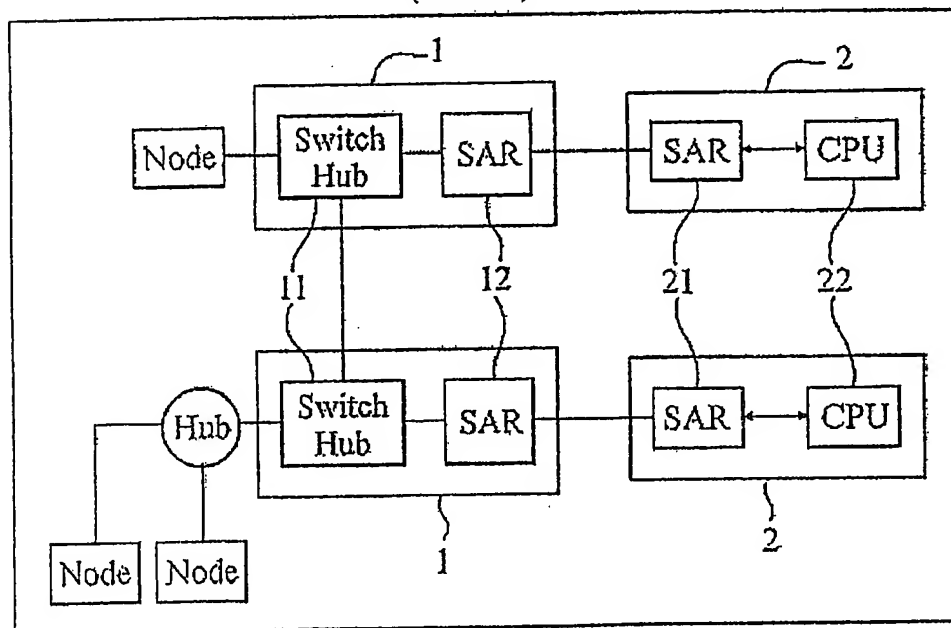 1
2
Node
Switch
Hub
SAR
SAR
CPU
11
12
21
22
Hub
Switch
Hub
SAR
SAR
CPU
1
2
Node
Node